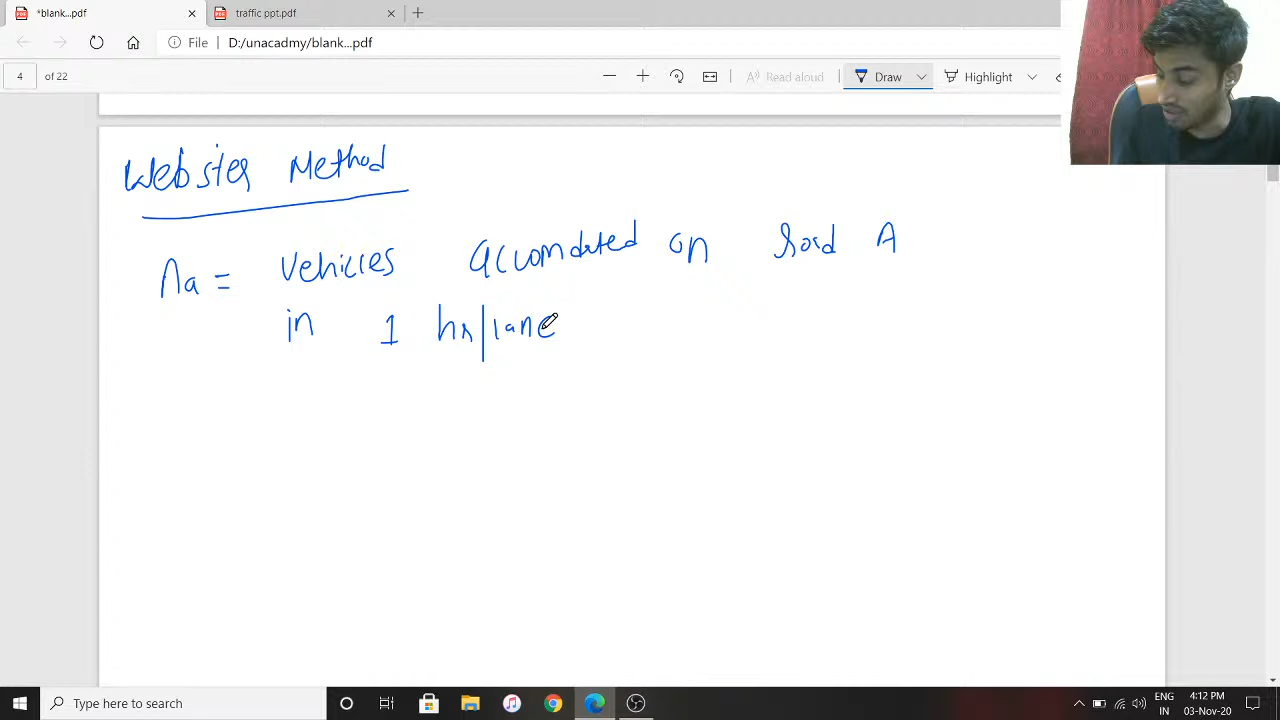 *blank.pdf
traffic ppt.pdf
File D:/unacadmy/blank...pdf
4 of 22
Read aloud Draw Highlight
Webster Method
na = Vehicles accomdated on road A
in 1 hr|lane
Type here to search
ENG 4:12 PM
IN 03-Nov-20